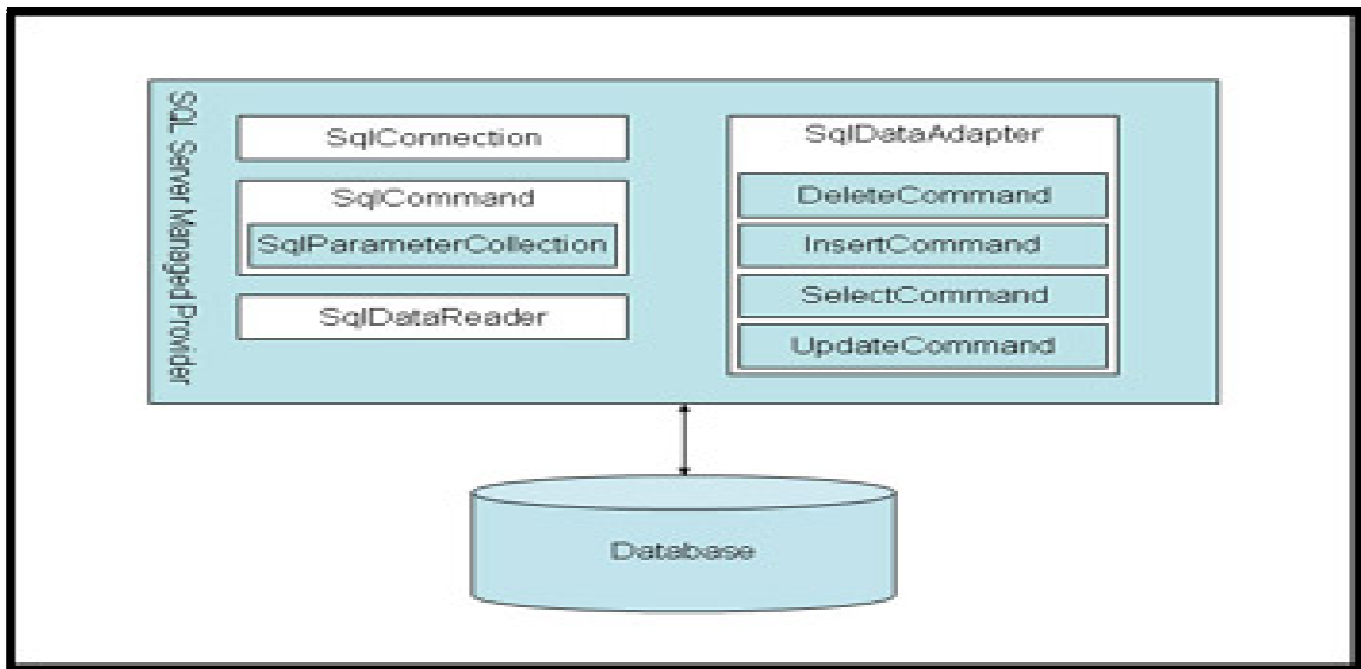 SQL Server Managed Provider
SqlConnection
SqlCommand
SqlParameterCollection
SqlDataReader
SqlDataAdapter
DeleteCommand
InsertCommand
SelectCommand
UpdateCommand
Database